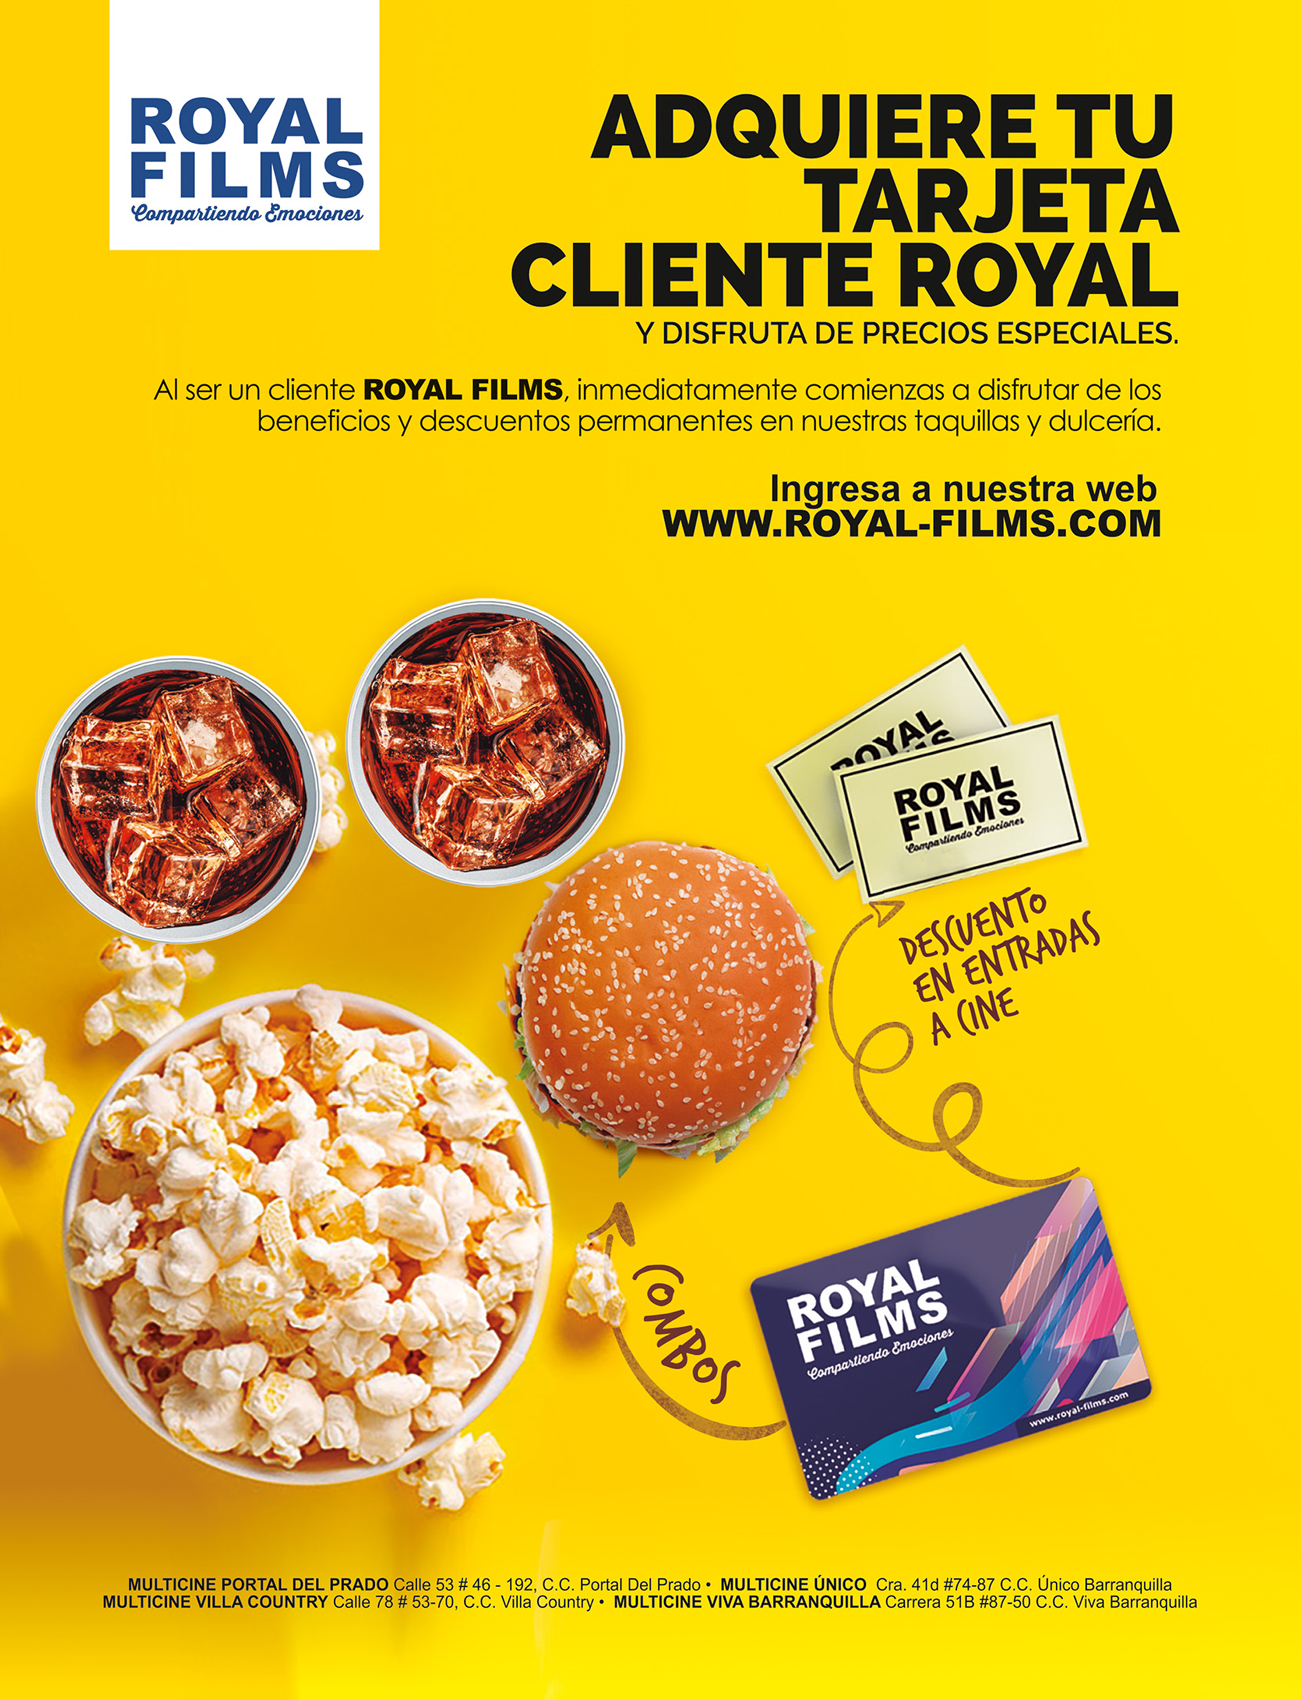 ROYAL
FILMS
Compartiendo Emociones
ADQUIERE TU
TARJETA
CLIENTE ROYAL
Y DISFRUTA DE PRECIOS ESPECIALES.
Al ser un cliente ROYAL FILMS, inmediatamente comienzas a disfrutar de los
beneficios y descuentos permanentes en nuestras taquillas y dulcería.
Ingresa a nuestra web
WWW.ROYAL-FILMS.COM
ROYAL
ROYAL
FILMS
Compartiendo Emociones
DESCUENTO
EN ENTRADAS
A CINE
COMBOS
ROYAL
FILMS
Compartiendo Emociones
www.royal-films.com
MULTICINE PORTAL DEL PRADO Calle 53 # 46 - 192, C.C. Portal Del Prado • MULTICINE ÚNICO Cra. 41d #74-87 C.C. Único Barranquilla
MULTICINE VILLA COUNTRY Calle 78 # 53-70, C.C. Villa Country • MULTICINE VIVA BARRANQUILLA Carrera 51B #87-50 C.C. Viva Barranquilla